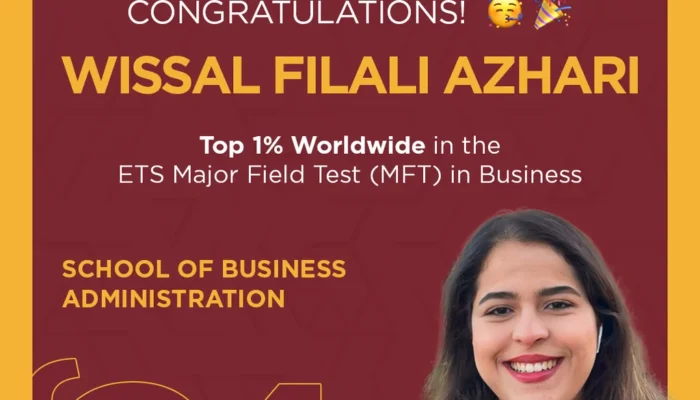 CONGRATULATIONS! 🥳 🎉
WISSAL FILALI AZHARI
Top 1% Worldwide in the
ETS Major Field Test (MFT) in Business
SCHOOL OF BUSINESS
ADMINISTRATION